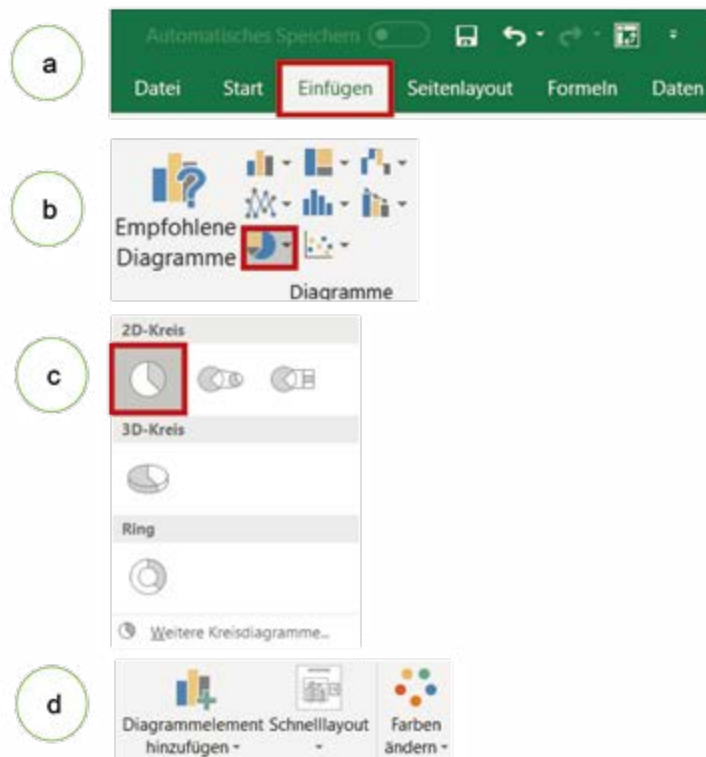 a
Automatisches Speichern
Datei Start Einfügen Seitenlayout Formeln Daten
b
Empfohlene
Diagramme
Diagramme
c
2D-Kreis
3D-Kreis
Ring
Weitere Kreisdiagramme...
d
Diagrammelement Schnelllayout Farben
hinzufügen ändern